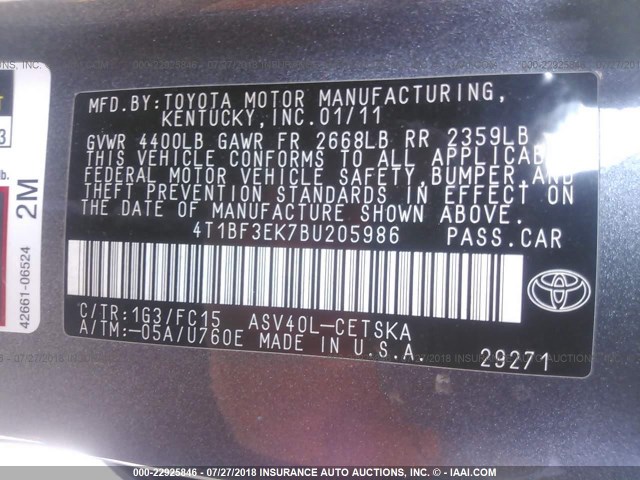 MFD.BY:TOYOTA MOTOR MANUFACTURING,
KENTUCKY,INC.01/11
GVWR 4400LB GAWR FR 2668LB RR 2359LB
THIS VEHICLE CONFORMS TO ALL APPLICABLE
FEDERAL MOTOR VEHICLE SAFETY, BUMPER, AND
THEFT PREVENTION STANDARDS IN EFFECT ON
THE DATE OF MANUFACTURE SHOWN ABOVE.
4T1BF3EK7BU205986 PASS.CAR
C/TR:1G3/FC15 ASV40L-CETSKA
A/TM:-05A/U760E MADE IN U.S.A.
29271
2M
42661-06524
000-22925846 - 07/27/2018 INSURANCE AUTO AUCTIONS, INC. - IAAI.COM